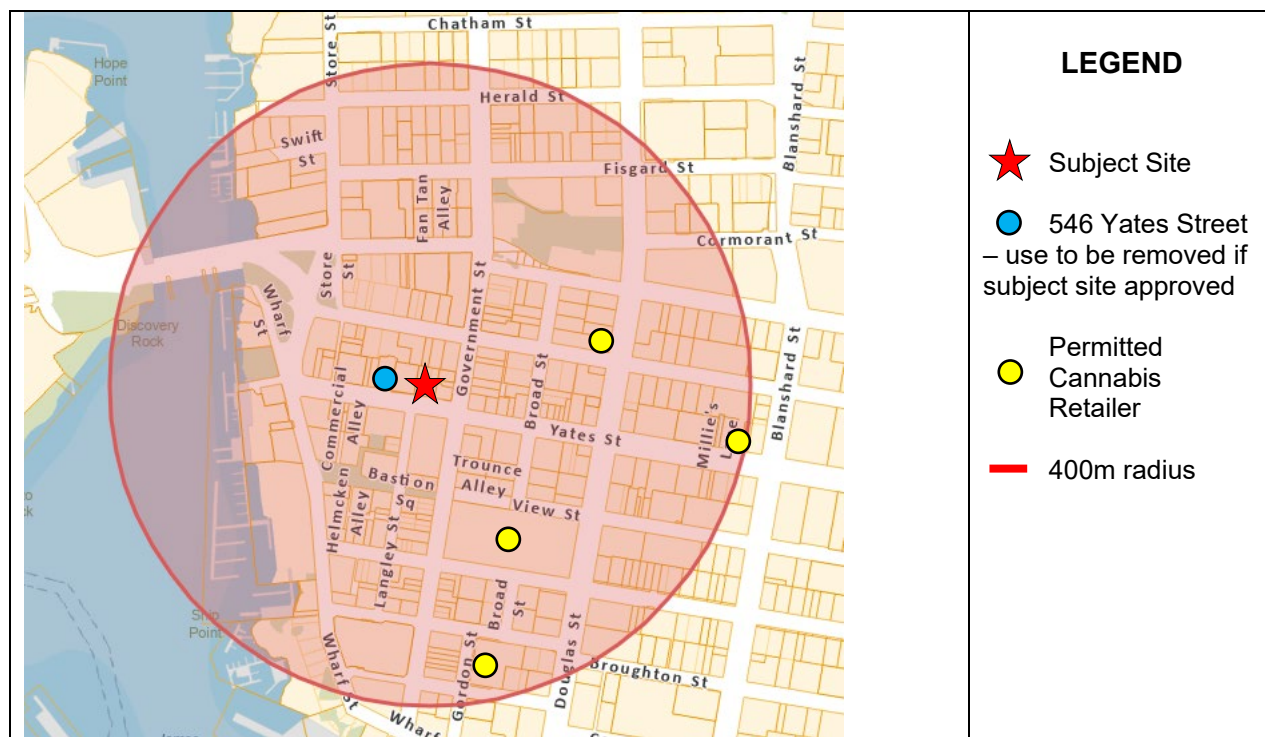 Chatham St
Store St
Hope
Point
Herald St
Blanshard St
Swift
St
Fisgard St
Fan Tan
Alley
Cormorant St
Store
St
Government St
Wharf
St
Discovery
Rock
Broad St
Blanshard St
Commercial
Alley
Yates St
Millie's
Trounce
Alley
Bastion
Sq
View St
Helmcken
Alley
Langley St
Broad
St
Ship
Point
Wharf St
Gordon St
Douglas St
Broughton St
Wharf
LEGEND
Subject Site
546 Yates Street
– use to be removed if
subject site approved
Permitted
Cannabis
Retailer
400m radius